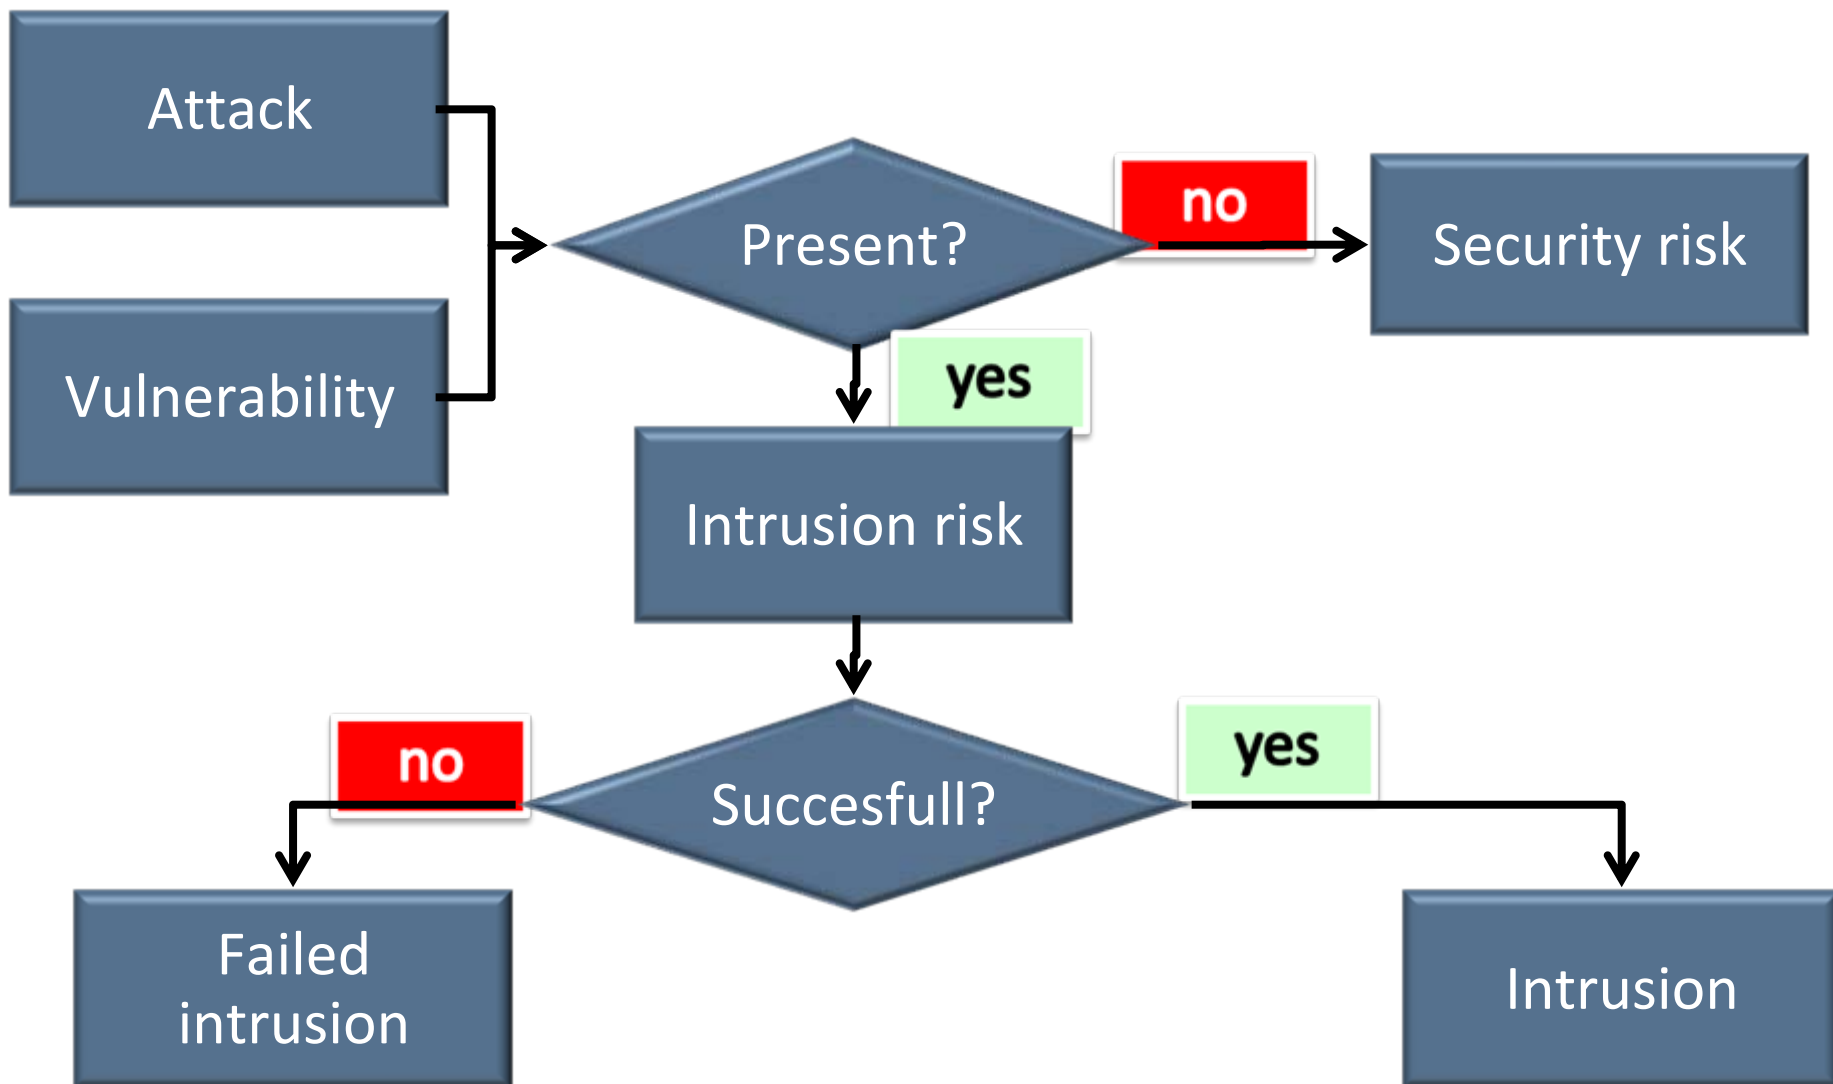 Attack
Present?
no
Security risk
Vulnerability
yes
Intrusion risk
no
Succesfull?
yes
Failed
intrusion
Intrusion